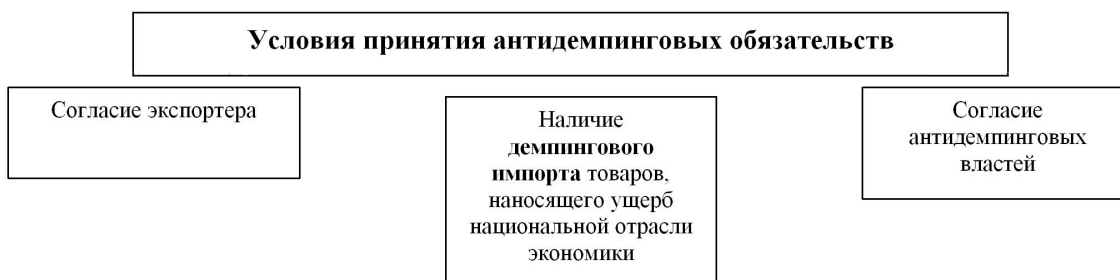 Условия принятия антидемпинговых обязательств
Согласие экспортера
Наличие
демпингового
импорта товаров,
наносящего ущерб
национальной отрасли
экономики
Согласие
антидемпинговых
властей